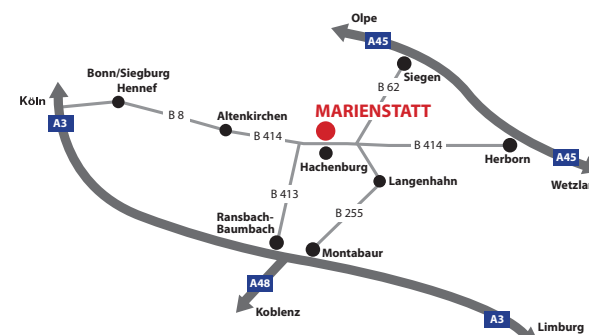 Olpe
A45
Bonn/Siegburg
Hennef
Siegen
Köln
B 62
A3
B 8
Altenkirchen
MARIENSTATT
B 414
B 414
Hachenburg
Herborn
A45
Langenhahn
Wetzlar
B 413
B 255
Ransbach-
Baumbach
Montabaur
A48
Koblenz
A3
Limburg